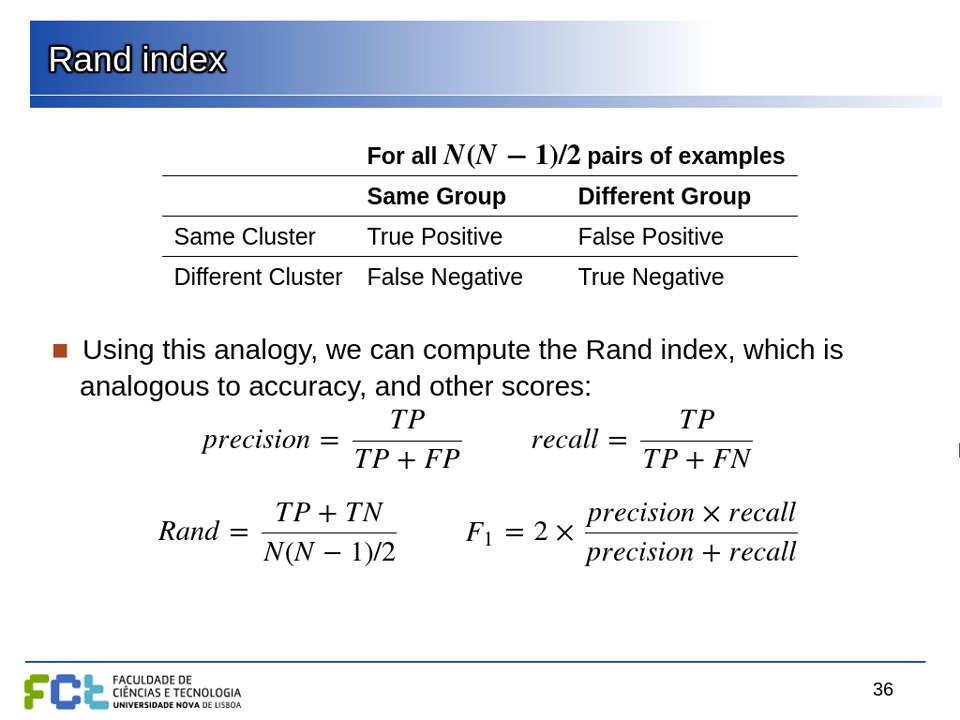 Rand index
For all N(N − 1)/2 pairs of examples
Same Group Different Group
Same Cluster True Positive False Positive
Different Cluster False Negative True Negative
Using this analogy, we can compute the Rand index, which is
analogous to accuracy, and other scores:
precision = TP / TP + FP recall = TP / TP + FN
Rand = TP + TN / N(N − 1)/2 F₁ = 2 × precision × recall / precision + recall
FCt FACULDADE DE
CIÊNCIAS E TECNOLOGIA
UNIVERSIDADE NOVA DE LISBOA
36